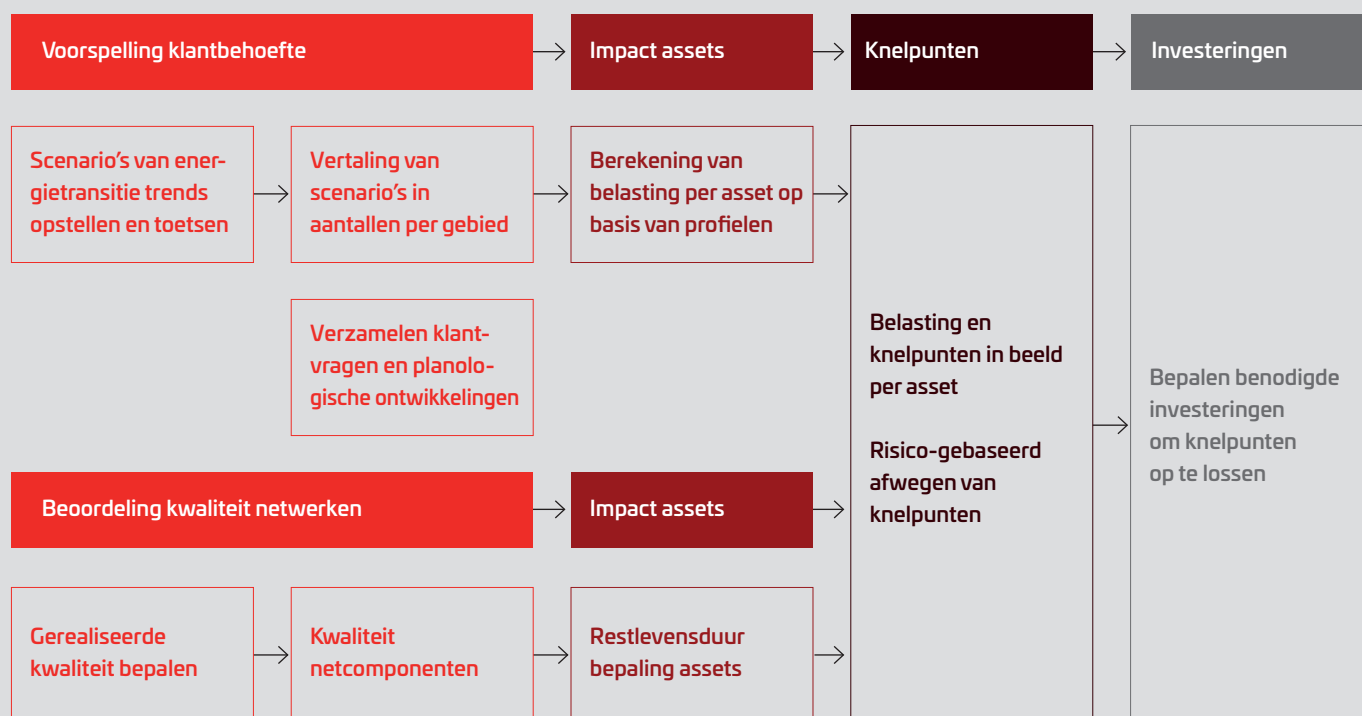 Voorspelling klantbehoefte
Impact assets
Knelpunten
Investeringen
Scenario's van ener-
gietransitie trends
opstellen en toetsen
Vertaling van
scenario's in
aantallen per gebied
Berekening van
belasting per asset op
basis van profielen
Verzamelen klant-
vragen en planolo-
gische ontwikkelingen
Belasting en
knelpunten in beeld
per asset
Risico-gebaseerd
afwegen van
knelpunten
Bepalen benodigde
investeringen
om knelpunten
op te lossen
Beoordeling kwaliteit netwerken
Impact assets
Gerealiseerde
kwaliteit bepalen
Kwaliteit
netcomponenten
Restlevensduur
bepaling assets